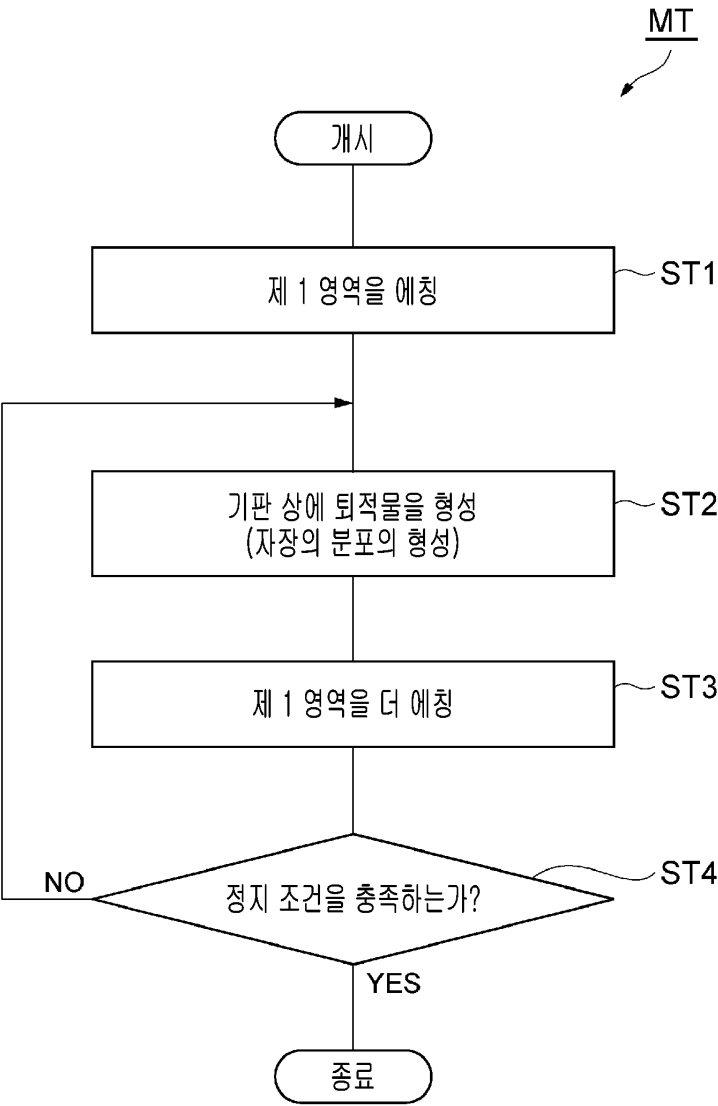 MT
개시
제 1 영역을 에칭
ST1
기판 상에 퇴적물을 형성
(자장의 분포의 형성)
ST2
제 1 영역을 더 에칭
ST3
정지 조건을 충족하는가?
ST4
NO
YES
종료